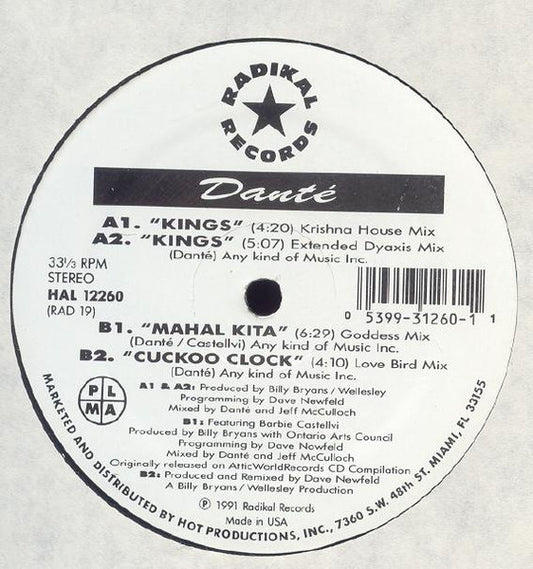 RADIKAL
RECORDS
Danté
A1. "KINGS" (4:20) Krishna House Mix
A2. "KINGS" (5:07) Extended Dyaxis Mix
(Danté) Any kind of Music Inc.
33⅓ RPM
STEREO
HAL 12260
(RAD 19)
0 5399-31260-1 1
B1. "MAHAL KITA" (6:29) Goddess Mix
(Danté / Castellvi) Any kind of Music Inc.
B2. "CUCKOO CLOCK" (4:10) Love Bird Mix
(Danté) Any kind of Music Inc.
P L
M A
A1 & A2: Produced by Billy Bryans / Wellesley
Programming by Dave Newfeld
Mixed by Danté and Jeff McCulloch
B1: Featuring Barbie Castellvi
Produced by Billy Bryans with Ontario Arts Council
Programming by Dave Nowfeld
Mixed by Danté and Jeff McCulloch
Originally released on AtticWorldRecords CD Compilation
B2: Produced and Remixed by Dave Newfeld
A Billy Bryans / Wellesley Production
℗ 1991 Radikal Records
Made in USA
MARKETED AND DISTRIBUTED BY HOT PRODUCTIONS, INC., 7360 S.W. 48th ST. MIAMI, FL 33155